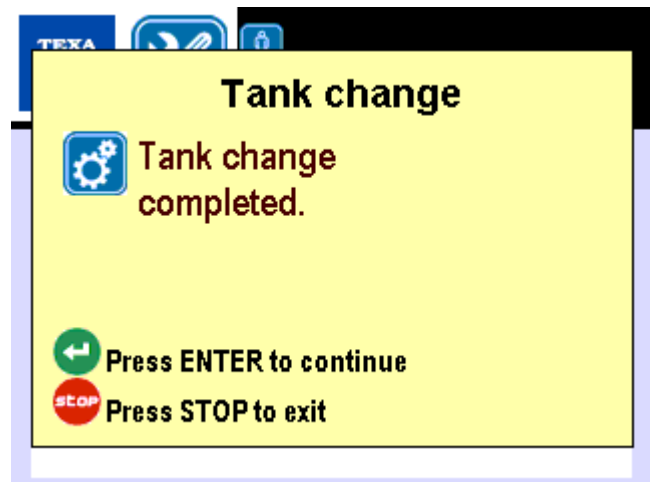 TEXA
Tank change
Tank change
completed.
Press ENTER to continue
stop Press STOP to exit